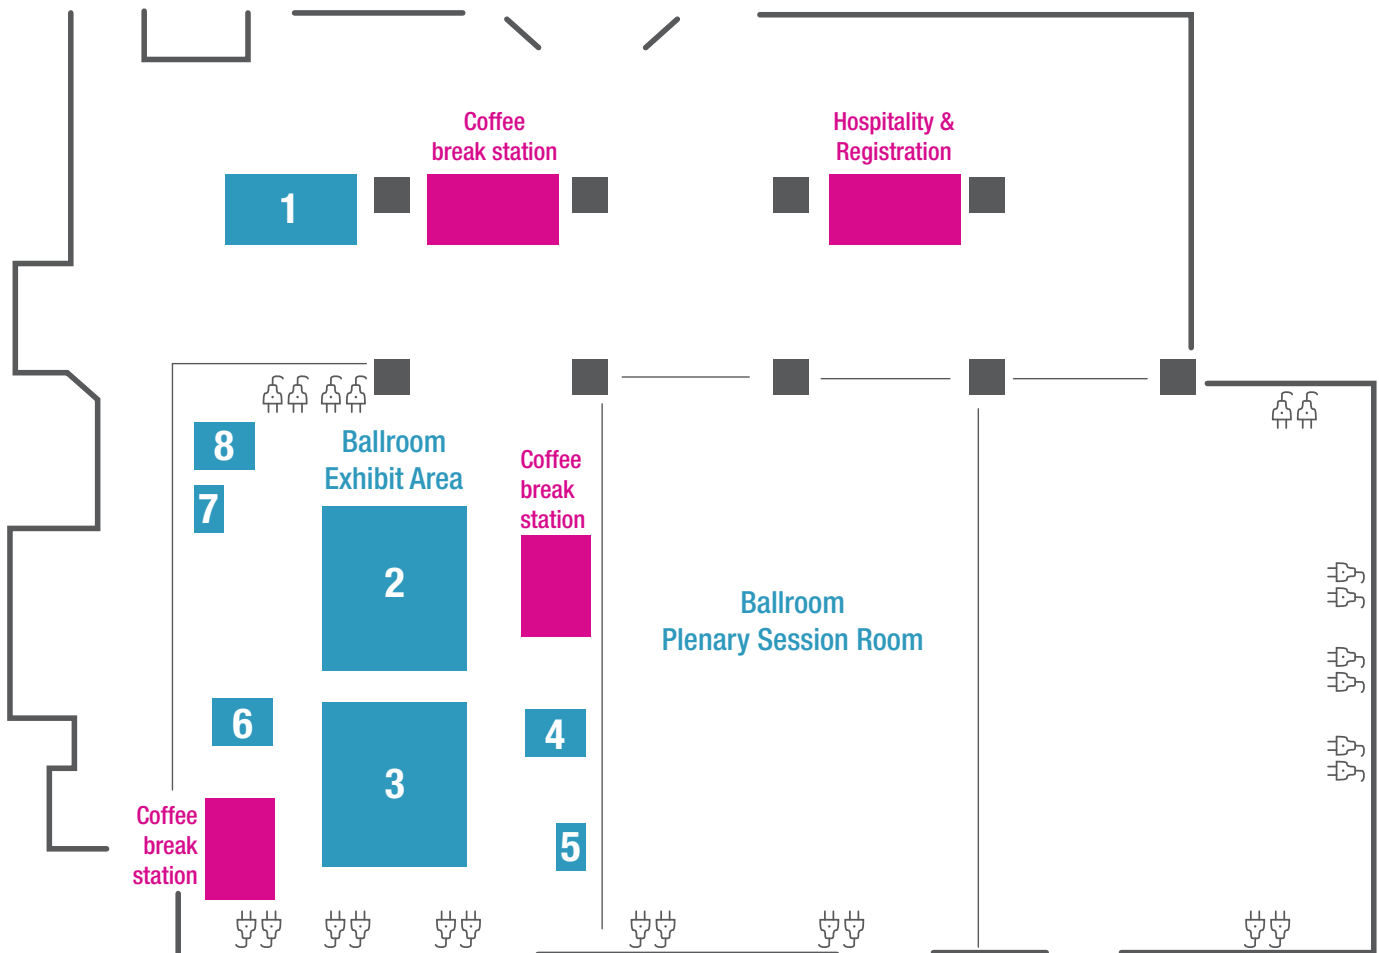 Coffee
break station
Hospitality &
Registration
1
8
Ballroom
Exhibit Area
7
Coffee
break
station
2
Ballroom
Plenary Session Room
6
4
3
5
Coffee
break
station